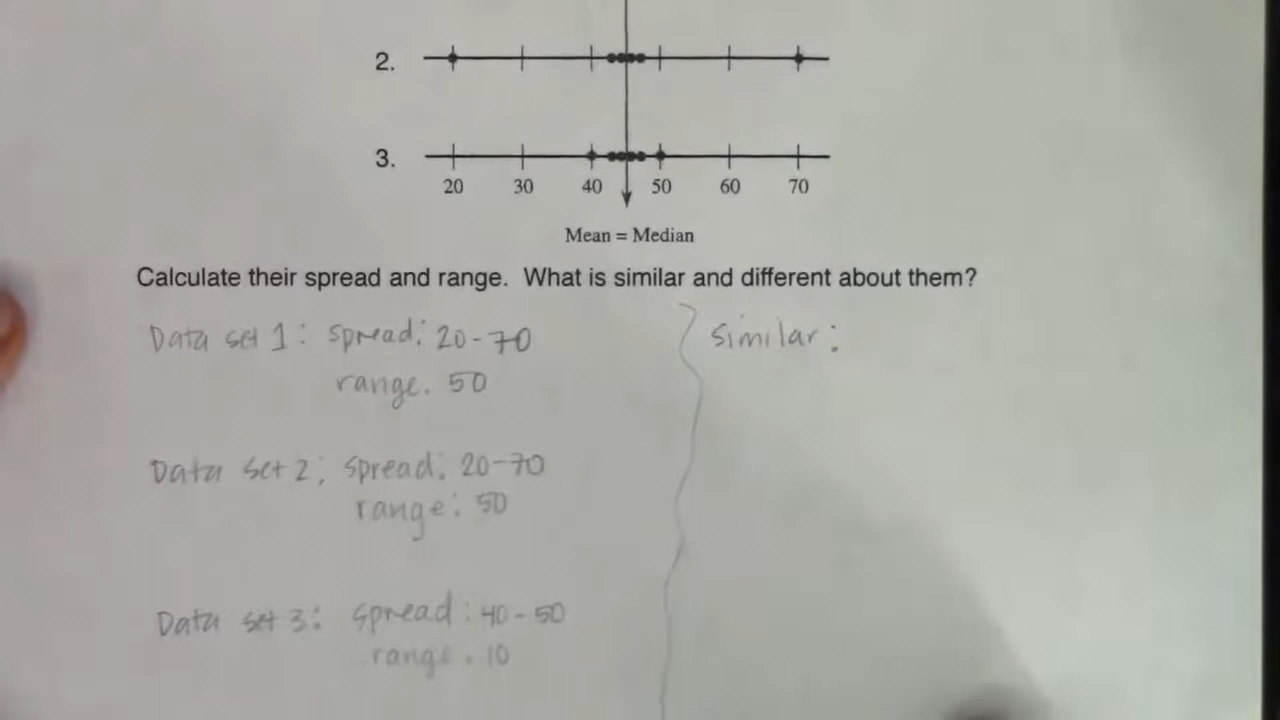 2.
3.
20 30 40 50 60 70
Mean = Median
Calculate their spread and range. What is similar and different about them?
Data set 1: spread: 20-70
range. 50
similar:
Data set 2: spread: 20-70
range: 50
Data set 3: spread: 40-50
range. 10